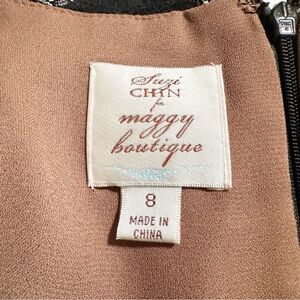 Suzi
CHIN
for
maggy
boutique
8
MADE IN
CHINA